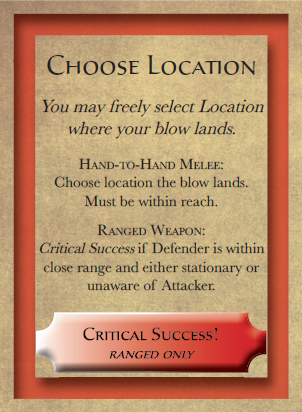 CHOOSE LOCATION
You may freely select Location
where your blow lands.
HAND-TO-HAND MELEE:
Choose location the blow lands.
Must be within reach.
RANGED WEAPON:
Critical Success if Defender is within
close range and either stationary or
unaware of Attacker.
CRITICAL SUCCESS!
RANGED ONLY